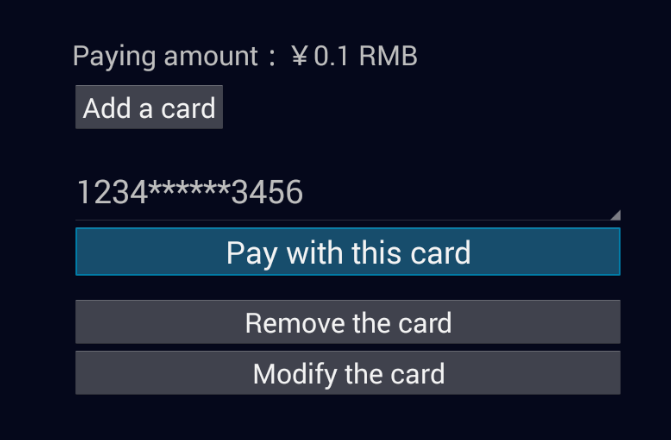 Paying amount：￥0.1 RMB
Add a card
1234******3456
Pay with this card
Remove the card
Modify the card